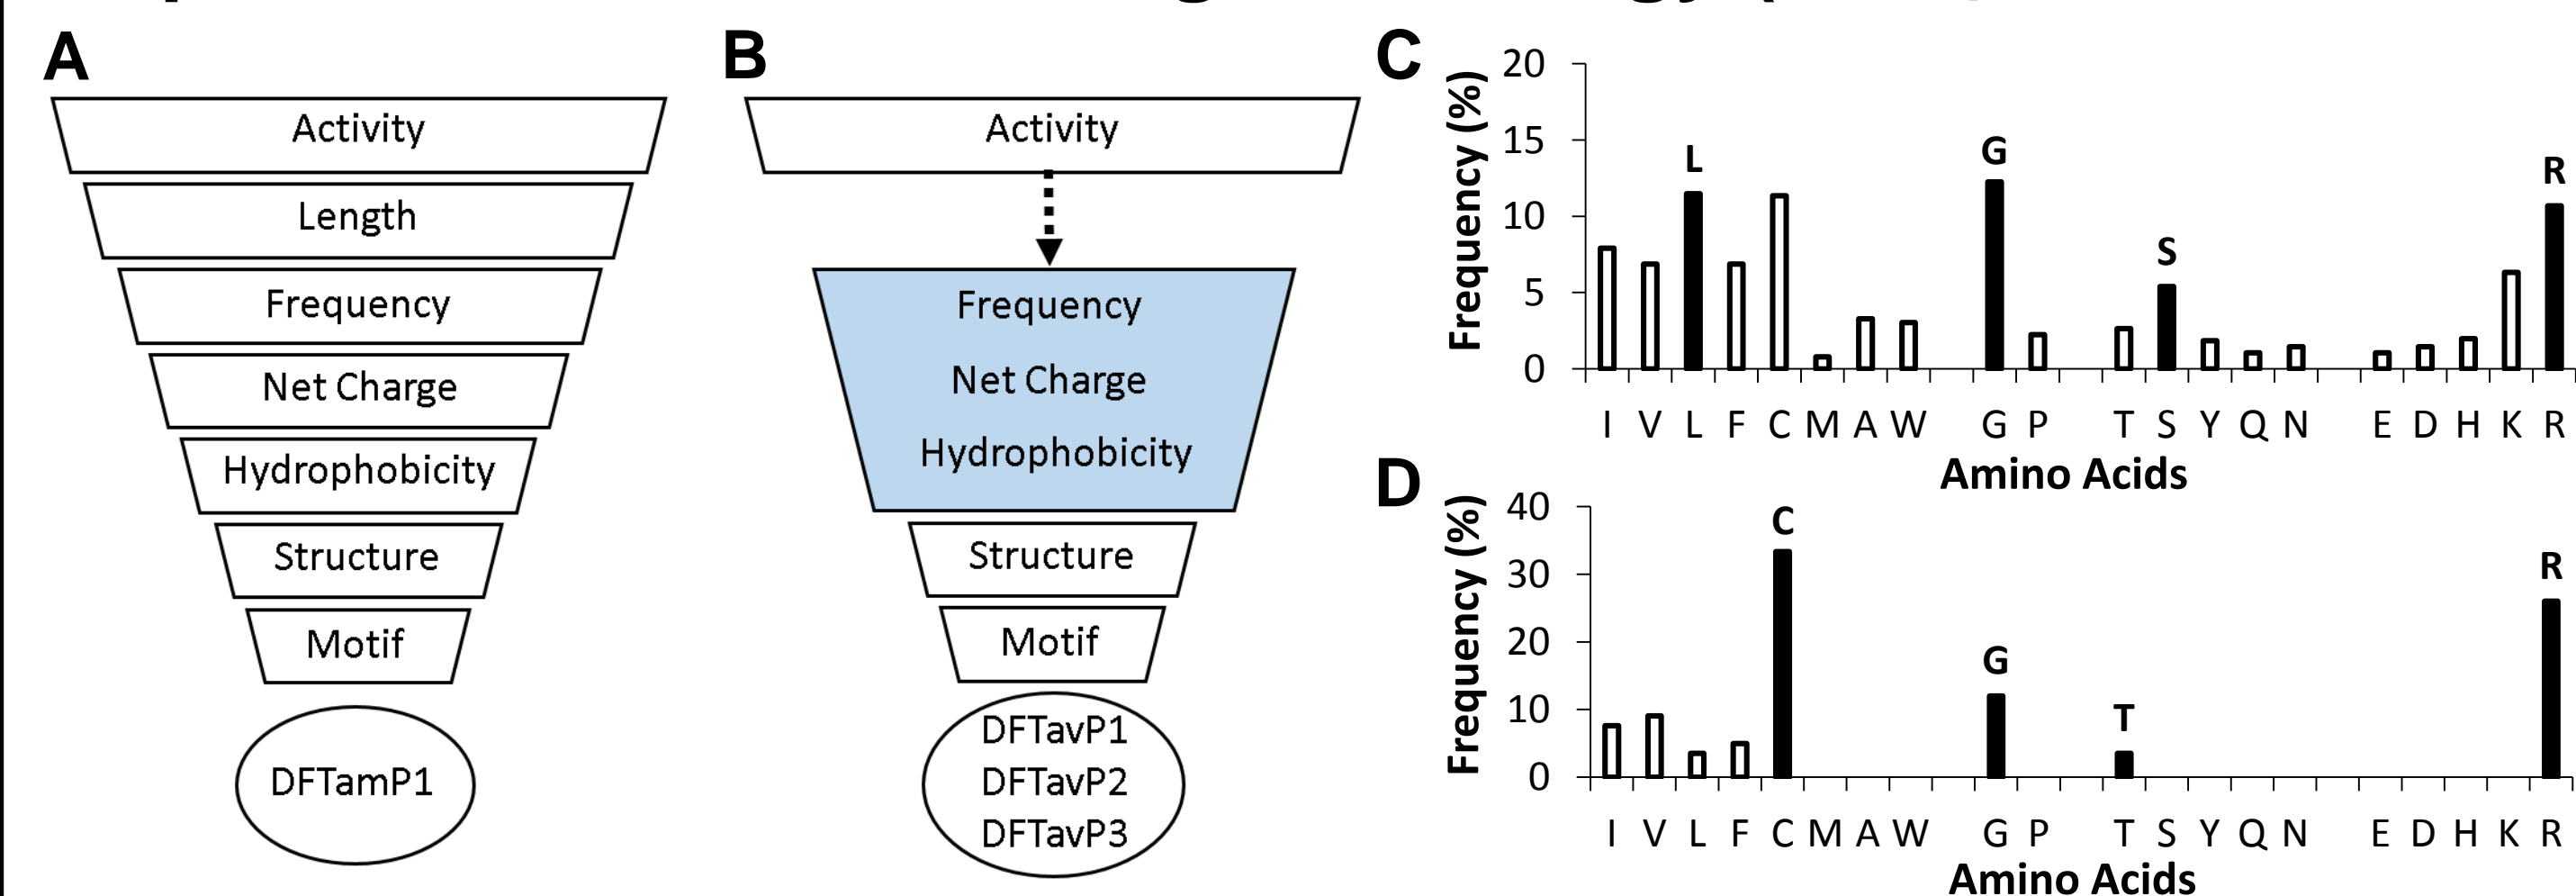 A
Activity
Length
Frequency
Net Charge
Hydrophobicity
Structure
Motif
DFTamP1
B
Activity
Frequency
Net Charge
Hydrophobicity
Structure
Motif
DFTavP1
DFTavP2
DFTavP3
C
Frequency (%)
20
15
10
5
0
L
G
S
R
I V L F C M A W G P T S Y Q N E D H K R
Amino Acids
D
Frequency (%)
40
30
20
10
0
C
G
T
R
I V L F C M A W G P T S Y Q N E D H K R
Amino Acids